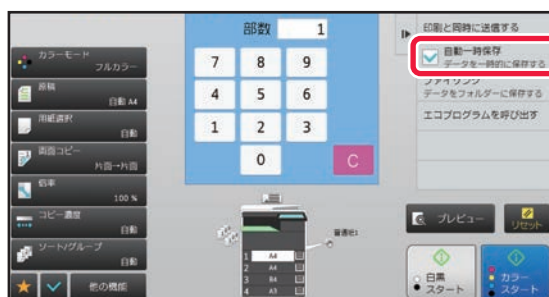 カラーモード
フルカラー
原稿
自動 A4
用紙選択
自動
両面コピー
片面→片面
倍率
100 %
コピー濃度
自動
ソート/グループ
自動
他の機能
部数 1
7 8 9
4 5 6
1 2 3
0 C
普通紙1
1 A4
2 A4
3 B4
4 A3
印刷と同時に送信する
自動一時保存
データを一時的に保存する
ファイリング
データをフォルダーに保存する
エコプログラムを呼び出す
プレビュー
リセット
白黒
スタート
カラー
スタート